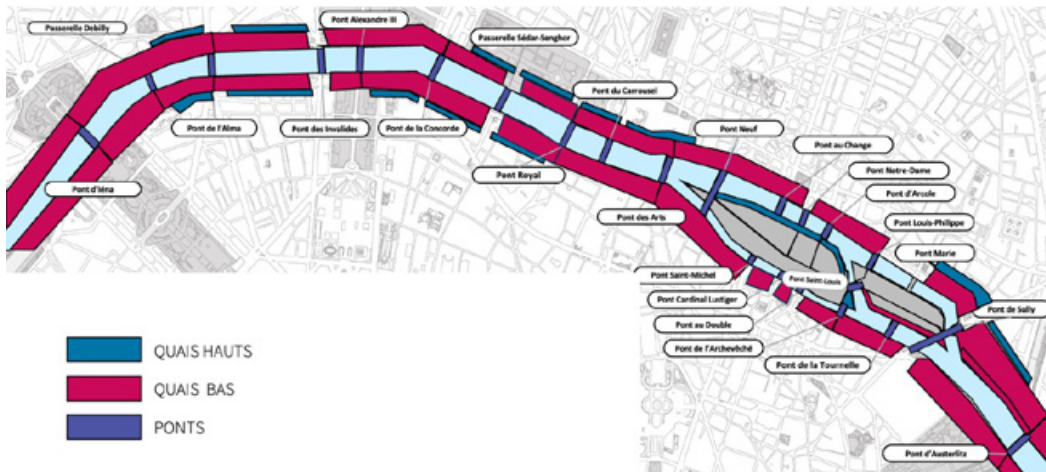 Passerelle Debilly
Pont Alexandre III
Passerelle Sédar-Senghor
Pont du Carrousel
Pont Neuf
Pont au Change
Pont Notre-Dame
Pont d'Arcole
Pont Louis-Philippe
Pont Marie
Pont de Sully
Pont de l'Alma
Pont des Invalides
Pont de la Concorde
Pont Royal
Pont d'Iéna
Pont des Arts
Pont Saint-Michel
Pont Saint-Louis
Pont Cardinal Lustiger
Pont au Double
Pont de l'Archevêché
Pont de la Tournelle
Pont d'Austerlitz
QUAIS HAUTS
QUAIS BAS
PONTS